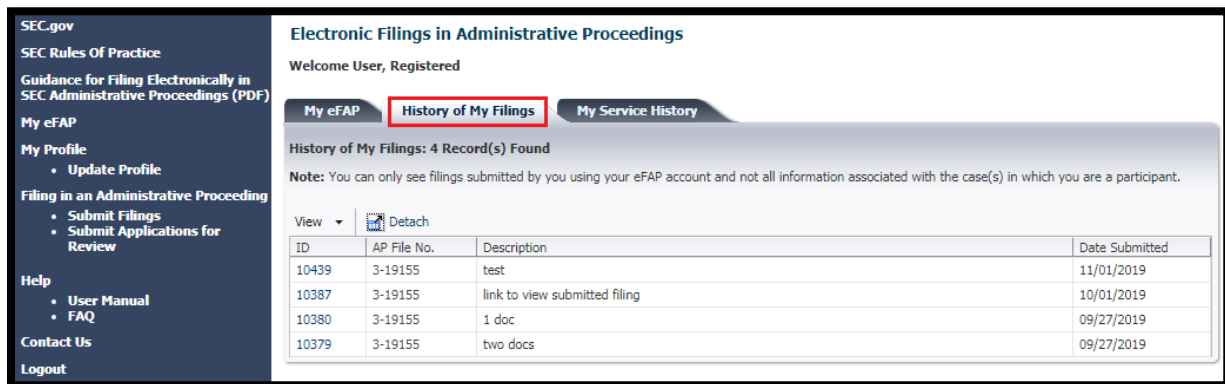 SEC.gov
SEC Rules Of Practice
Guidance for Filing Electronically in
SEC Administrative Proceedings (PDF)
My eFAP
My Profile
• Update Profile
Filing in an Administrative Proceeding
• Submit Filings
• Submit Applications for
Review
Help
• User Manual
• FAQ
Contact Us
Logout
Electronic Filings in Administrative Proceedings
Welcome User, Registered
My eFAP History of My Filings My Service History
History of My Filings: 4 Record(s) Found
Note: You can only see filings submitted by you using your eFAP account and not all information associated with the case(s) in which you are a participant.
View Detach
ID AP File No. Description Date Submitted
10439 3-19155 test 11/01/2019
10387 3-19155 link to view submitted filing 10/01/2019
10380 3-19155 1 doc 09/27/2019
10379 3-19155 two docs 09/27/2019